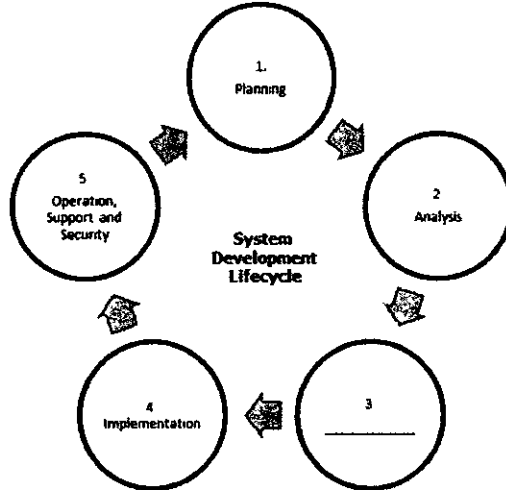 1.
Planning
2
Analysis
3
4
Implementation
5
Operation,
Support and
Security
System
Development
Lifecycle